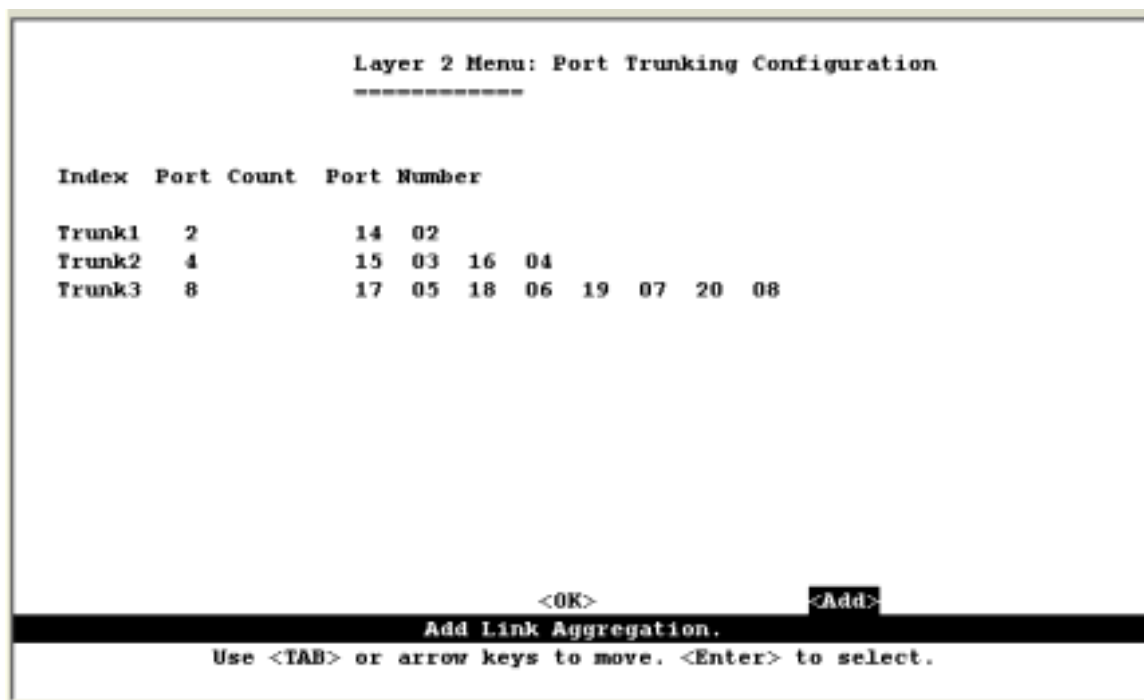 Layer 2 Menu: Port Trunking Configuration
============
Index Port Count Port Number
Trunk1 2 14 02
Trunk2 4 15 03 16 04
Trunk3 8 17 05 18 06 19 07 20 08
<OK> <Add>
Add Link Aggregation.
Use <TAB> or arrow keys to move. <Enter> to select.